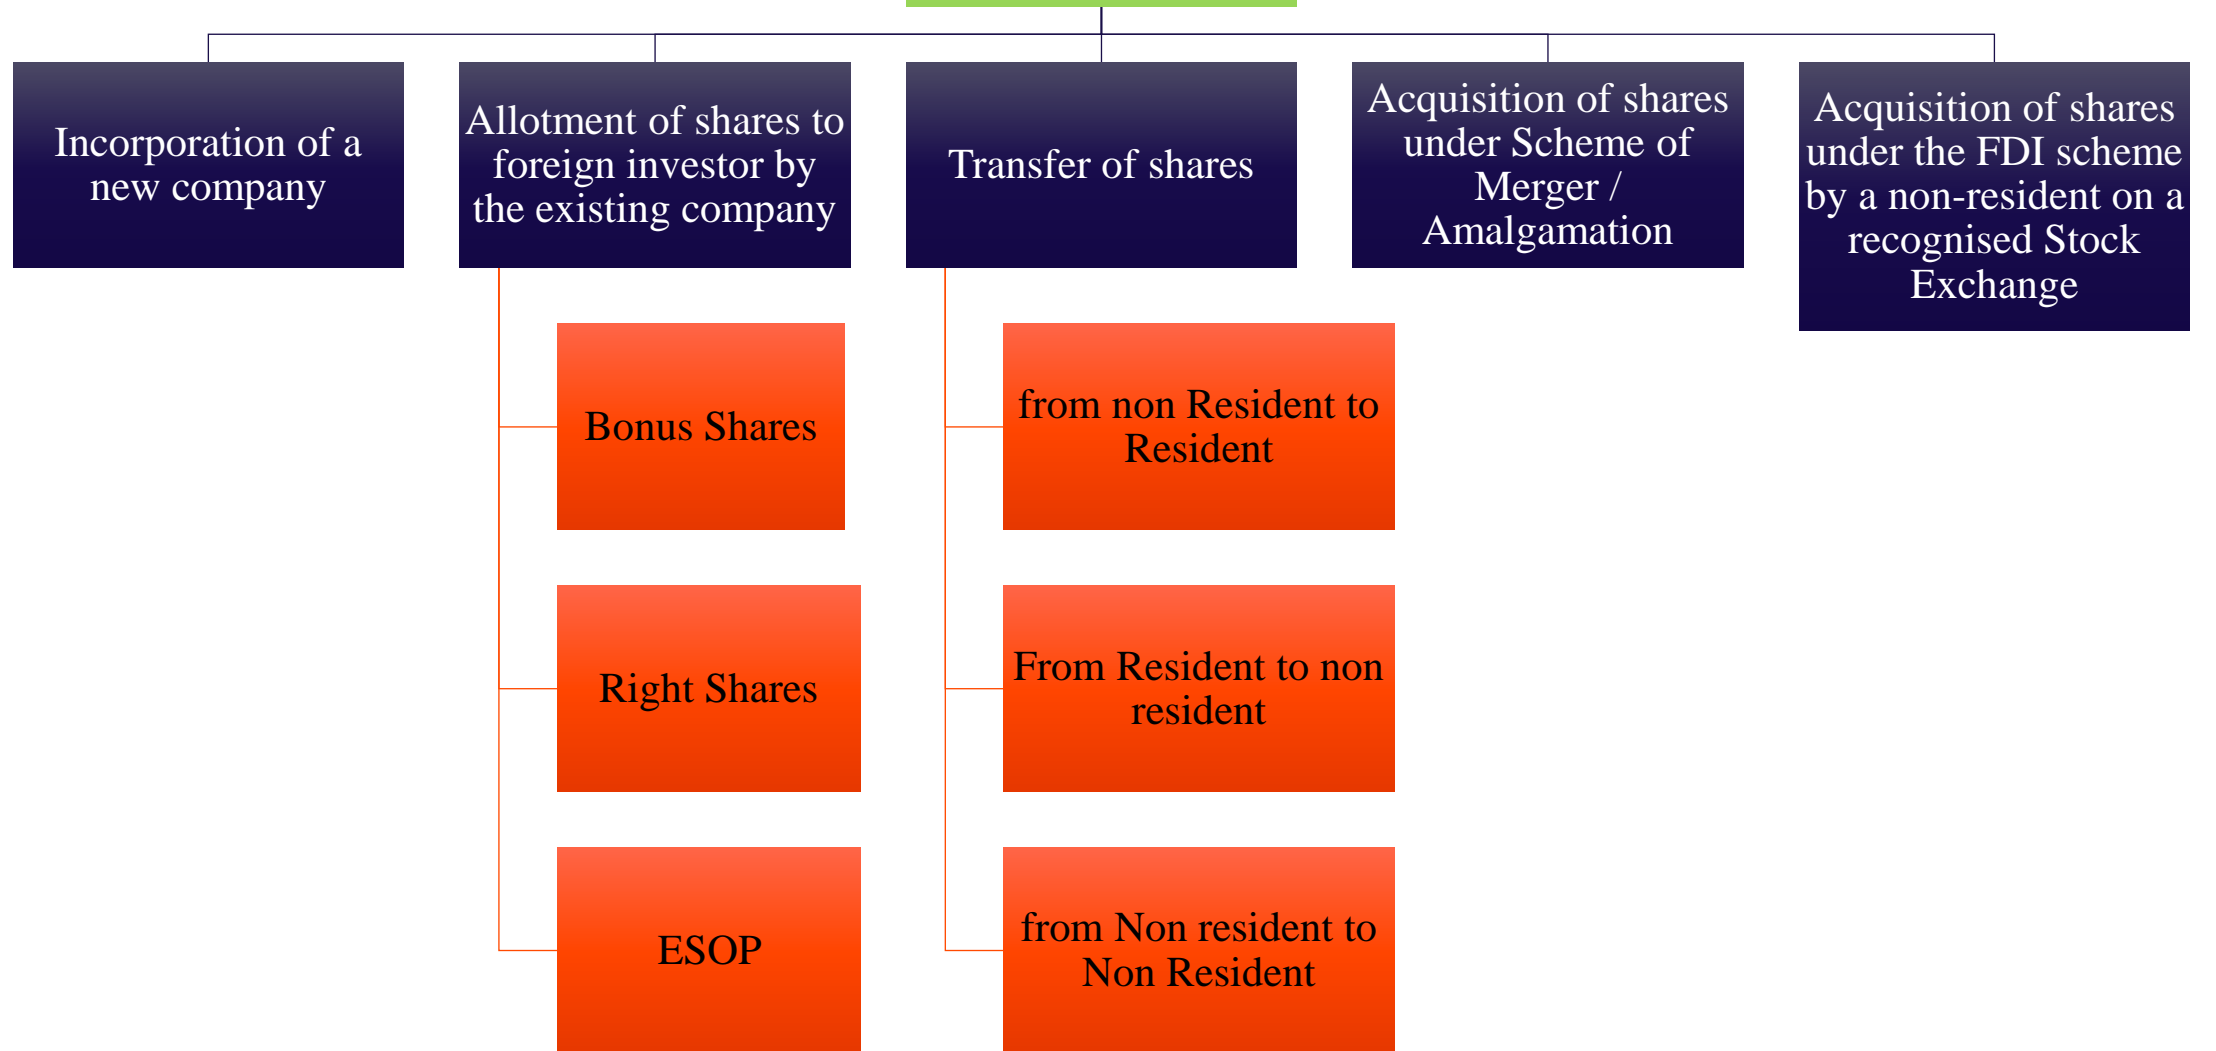 Incorporation of a
new company
Allotment of shares to
foreign investor by
the existing company
Transfer of shares
Acquisition of shares
under Scheme of
Merger /
Amalgamation
Acquisition of shares
under the FDI scheme
by a non-resident on a
recognised Stock
Exchange
Bonus Shares
Right Shares
ESOP
from non Resident to
Resident
From Resident to non
resident
from Non resident to
Non Resident